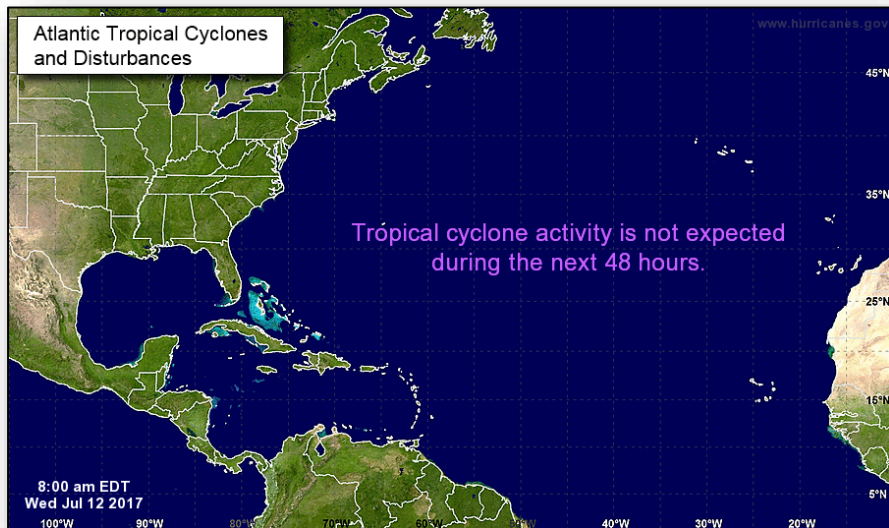 Atlantic Tropical Cyclones
and Disturbances
www.hurricanes.gov
45°N
35°N
Tropical cyclone activity is not expected
during the next 48 hours.
25°N
15°N
8:00 am EDT
Wed Jul 12 2017
5°N
100°W 90°W 80°W 70°W 60°W 50°W 40°W 30°W 20°W 10°W